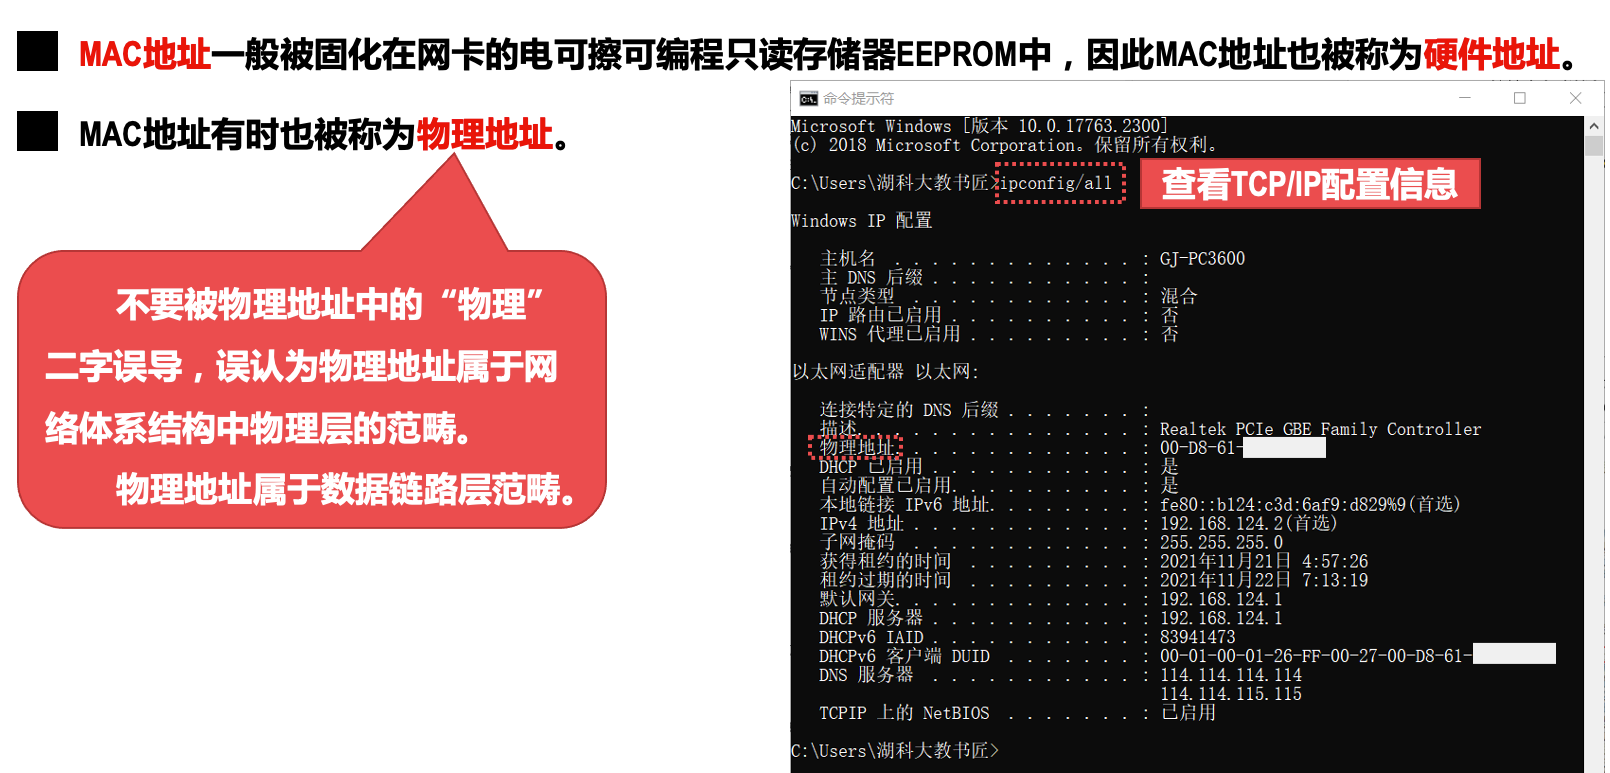 MAC地址一般被固化在网卡的电可擦可编程只读存储器EEPROM中，因此MAC地址也被称为硬件地址。
MAC地址有时也被称为物理地址。
不要被物理地址中的“物理”
二字误导，误认为物理地址属于网
络体系结构中物理层的范畴。
物理地址属于数据链路层范畴。
命令提示符
Microsoft Windows [版本 10.0.17763.2300]
(c) 2018 Microsoft Corporation。保留所有权利。
C:\Users\湖科大教书匠>ipconfig/all
查看TCP/IP配置信息
Windows IP 配置
主机名 . . . . . . . . . . . . . : GJ-PC3600
主 DNS 后缀 . . . . . . . . . . . :
节点类型 . . . . . . . . . . . . : 混合
IP 路由已启用 . . . . . . . . . . : 否
WINS 代理已启用 . . . . . . . . . : 否
以太网适配器 以太网:
连接特定的 DNS 后缀 . . . . . . . :
描述. . . . . . . . . . . . . . . : Realtek PCIe GBE Family Controller
物理地址. . . . . . . . . . . . . : 00-D8-61-
DHCP 已启用 . . . . . . . . . . . : 是
自动配置已启用. . . . . . . . . . : 是
本地链接 IPv6 地址. . . . . . . . : fe80::b124:c3d:6af9:d829%9(首选)
IPv4 地址 . . . . . . . . . . . . : 192.168.124.2(首选)
子网掩码 . . . . . . . . . . . . : 255.255.255.0
获得租约的时间 . . . . . . . . . : 2021年11月21日 4:57:26
租约过期的时间 . . . . . . . . . : 2021年11月22日 7:13:19
默认网关. . . . . . . . . . . . . : 192.168.124.1
DHCP 服务器 . . . . . . . . . . . : 192.168.124.1
DHCPv6 IAID . . . . . . . . . . . : 83941473
DHCPv6 客户端 DUID . . . . . . . : 00-01-00-01-26-FF-00-27-00-D8-61-
DNS 服务器 . . . . . . . . . . . : 114.114.114.114
114.114.115.115
TCPIP 上的 NetBIOS . . . . . . . : 已启用
C:\Users\湖科大教书匠>